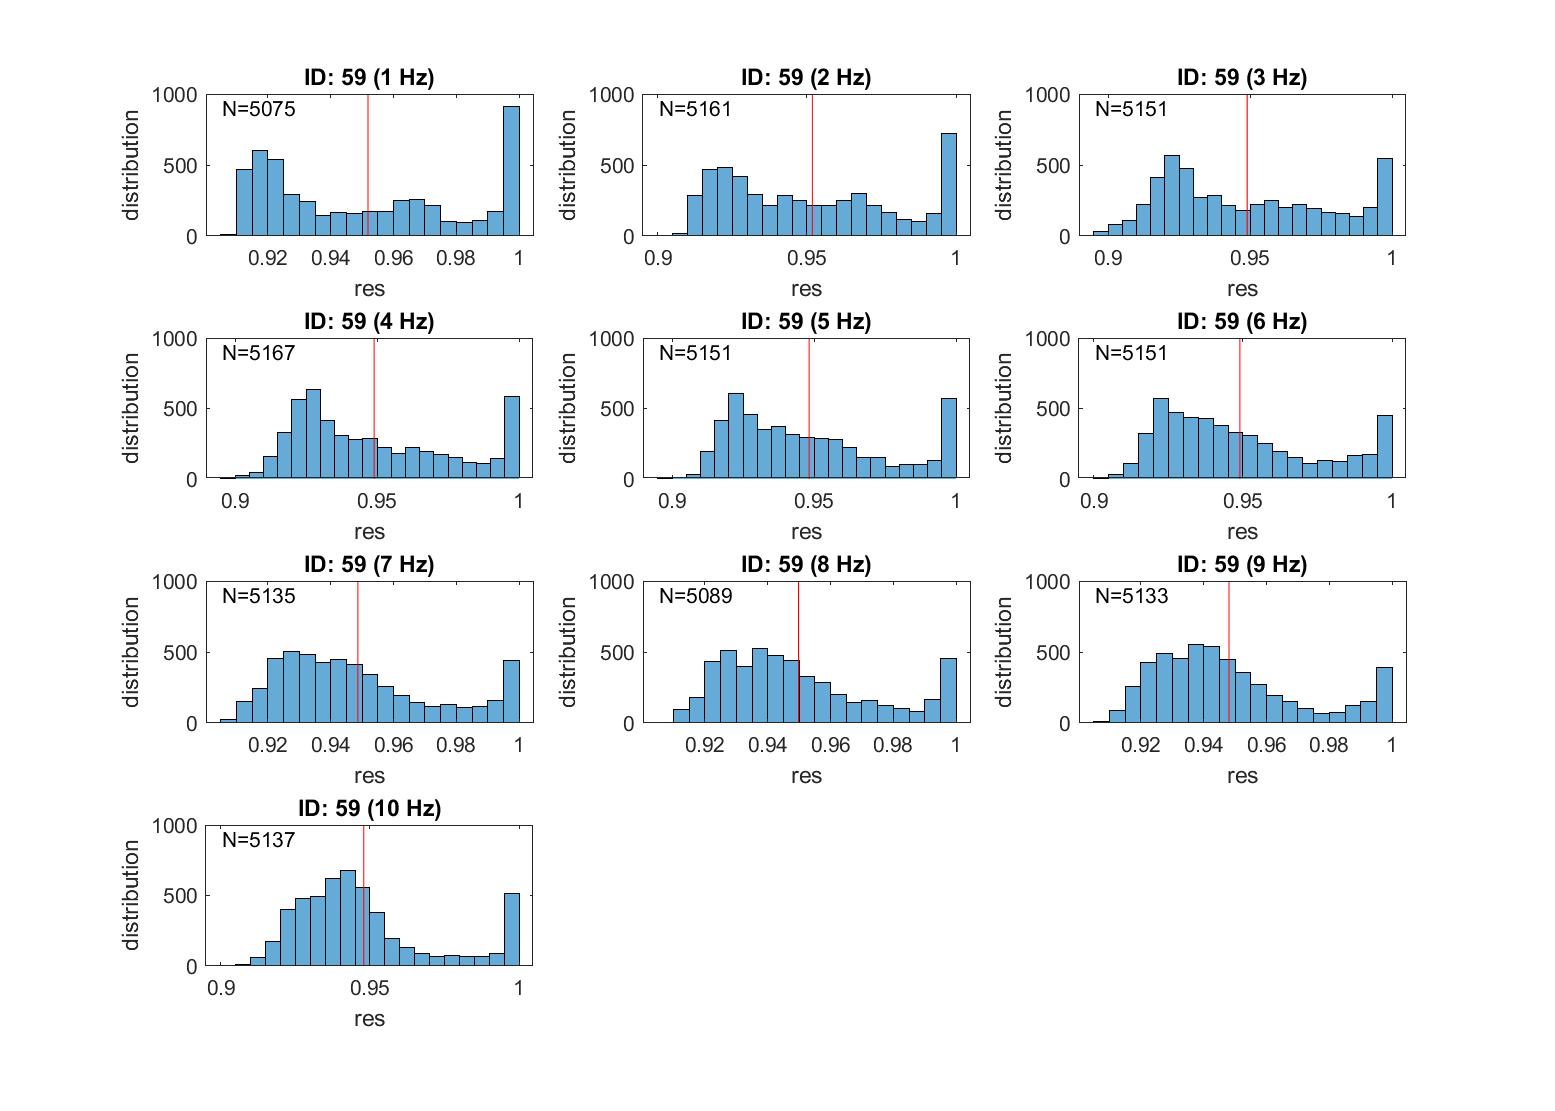 ID: 59 (1 Hz)
N=5075
distribution
1000
500
0
0.92 0.94 0.96 0.98 1
res
ID: 59 (2 Hz)
N=5161
distribution
1000
500
0
0.9 0.95 1
res
ID: 59 (3 Hz)
N=5151
distribution
1000
500
0
0.9 0.95 1
res
ID: 59 (4 Hz)
N=5167
distribution
1000
500
0
0.9 0.95 1
res
ID: 59 (5 Hz)
N=5151
distribution
1000
500
0
0.9 0.95 1
res
ID: 59 (6 Hz)
N=5151
distribution
1000
500
0
0.9 0.95 1
res
ID: 59 (7 Hz)
N=5135
distribution
1000
500
0
0.92 0.94 0.96 0.98 1
res
ID: 59 (8 Hz)
N=5089
distribution
1000
500
0
0.92 0.94 0.96 0.98 1
res
ID: 59 (9 Hz)
N=5133
distribution
1000
500
0
0.92 0.94 0.96 0.98 1
res
ID: 59 (10 Hz)
N=5137
distribution
1000
500
0
0.9 0.95 1
res